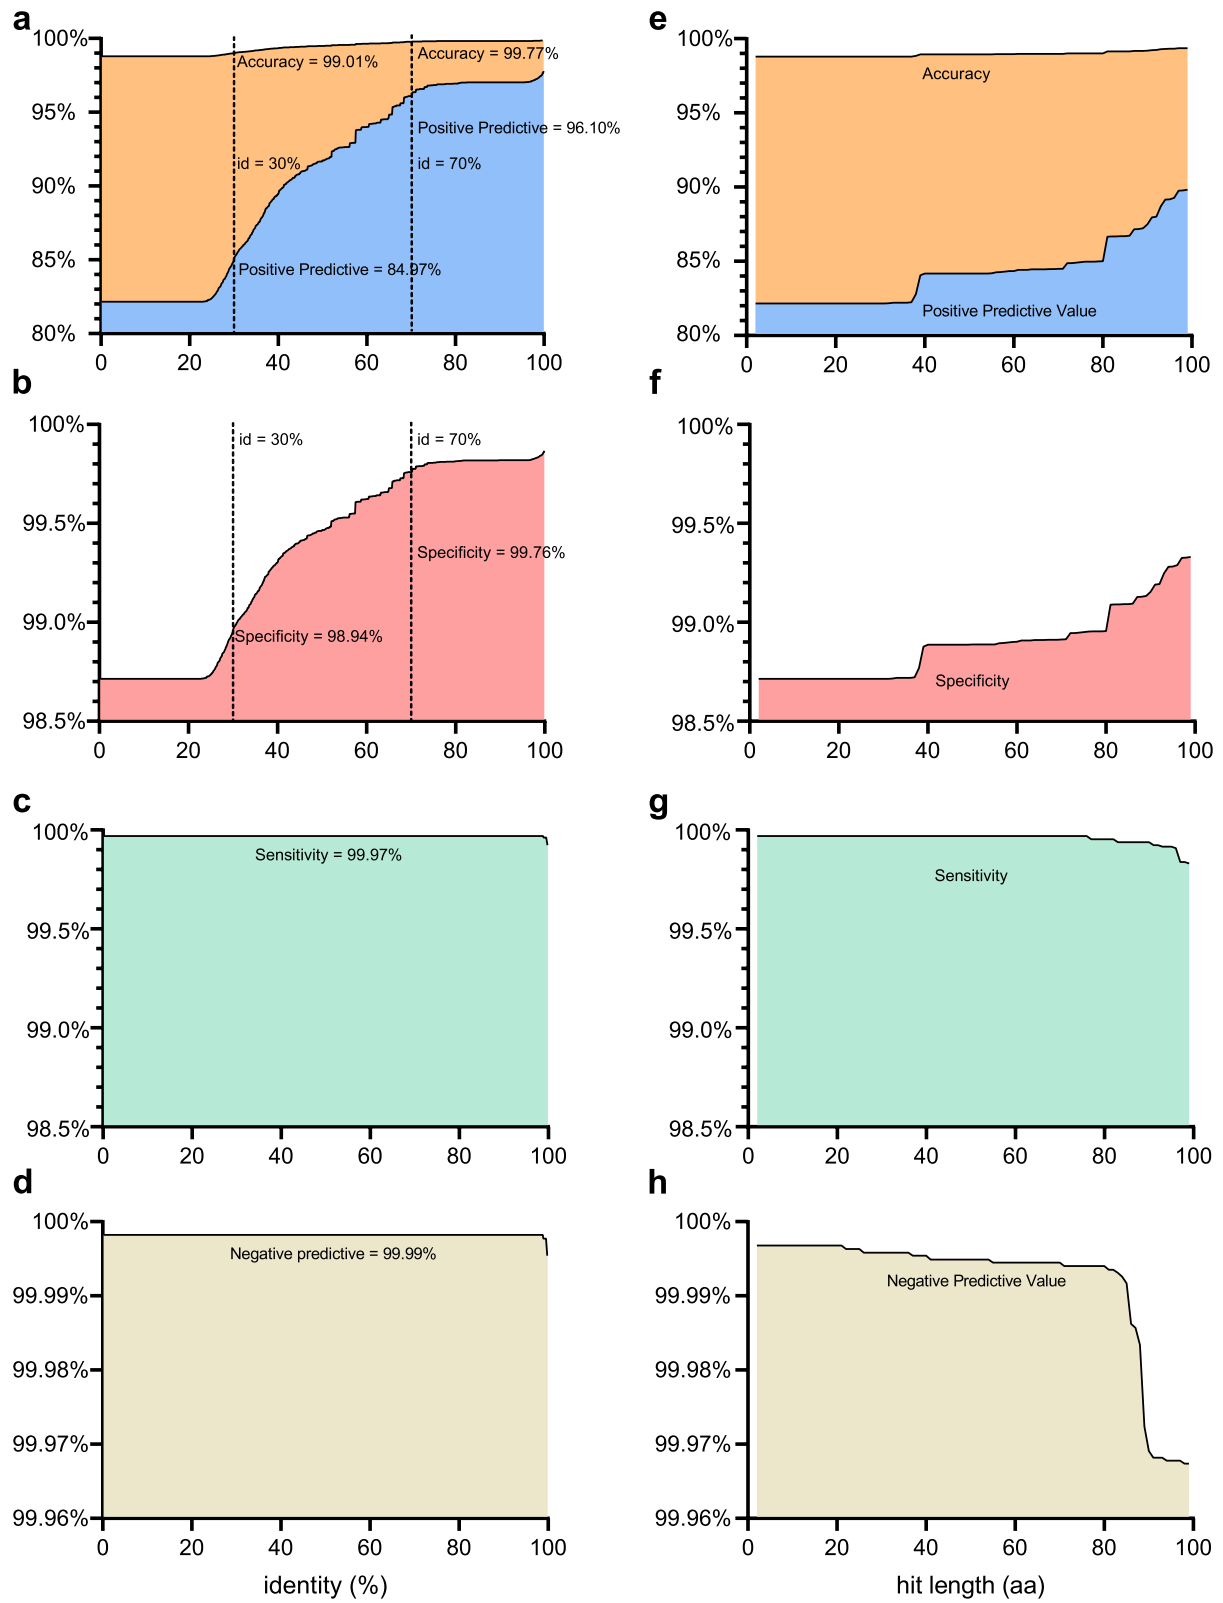 a
100%
95%
90%
85%
80%
Accuracy = 99.01%
Accuracy = 99.77%
Positive Predictive = 96.10%
id = 30%
id = 70%
Positive Predictive = 84.97%
0 20 40 60 80 100
e
100%
95%
90%
85%
80%
Accuracy
Positive Predictive Value
0 20 40 60 80 100
b
100%
99.5%
99.0%
98.5%
id = 30%
id = 70%
Specificity = 99.76%
Specificity = 98.94%
0 20 40 60 80 100
f
100%
99.5%
99.0%
98.5%
Specificity
0 20 40 60 80 100
c
100%
99.5%
99.0%
98.5%
Sensitivity = 99.97%
0 20 40 60 80 100
g
100%
99.5%
99.0%
98.5%
Sensitivity
0 20 40 60 80 100
d
100%
99.99%
99.98%
99.97%
99.96%
Negative predictive = 99.99%
0 20 40 60 80 100
identity (%)
h
100%
99.99%
99.98%
99.97%
99.96%
Negative Predictive Value
0 20 40 60 80 100
hit length (aa)